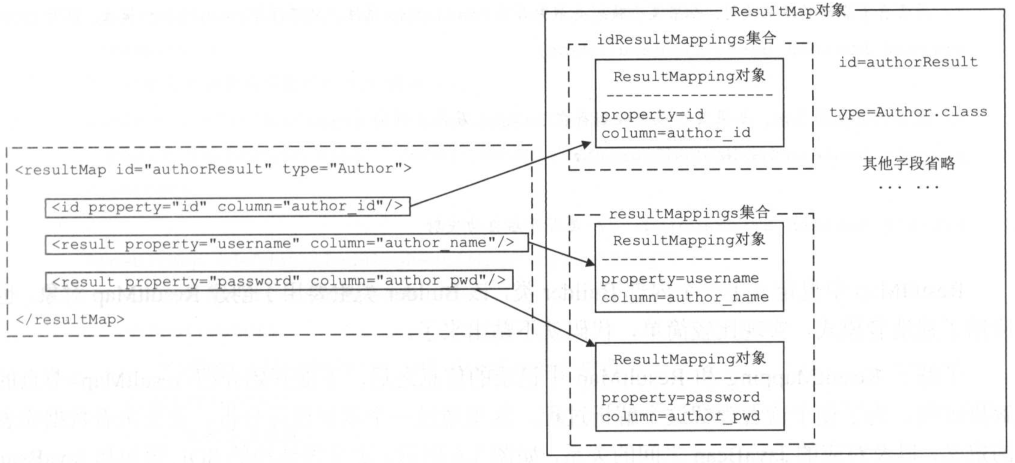 ResultMap对象
idResultMappings集合
ResultMapping对象
property=id
column=author_id
id=authorResult
type=Author.class
其他字段省略
... ...
<resultMap id="authorResult" type="Author">
<id property="id" column="author_id"/>
<result property="username" column="author_name"/>
<result property="password" column="author_pwd"/>
</resultMap>
resultMappings集合
ResultMapping对象
property=username
column=author_name
ResultMapping对象
property=password
column=author_pwd